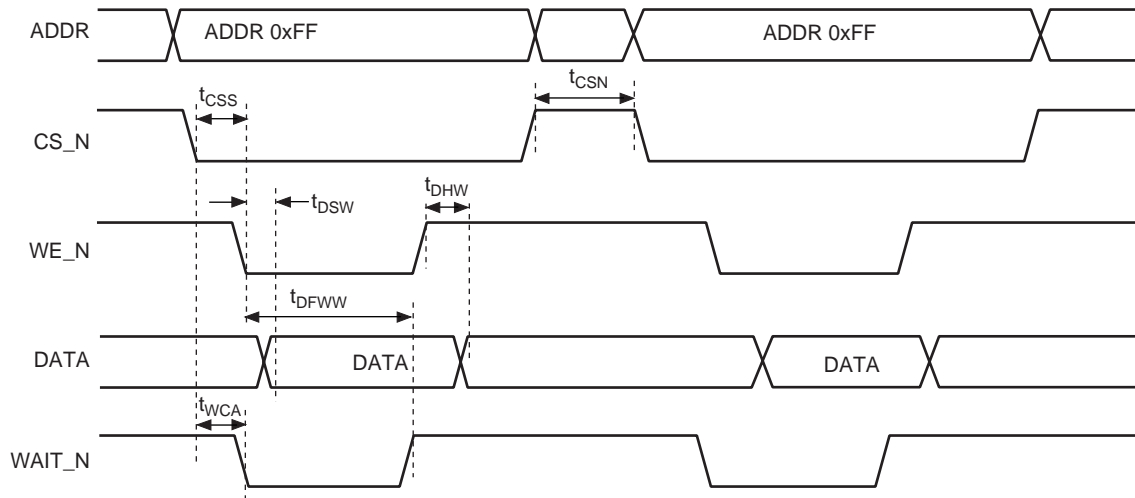 ADDR ADDR 0xFF ADDR 0xFF
tCSS tCSN
CS_N
tDSW tDHW
WE_N
tDFWW
DATA DATA DATA
tWCA
WAIT_N